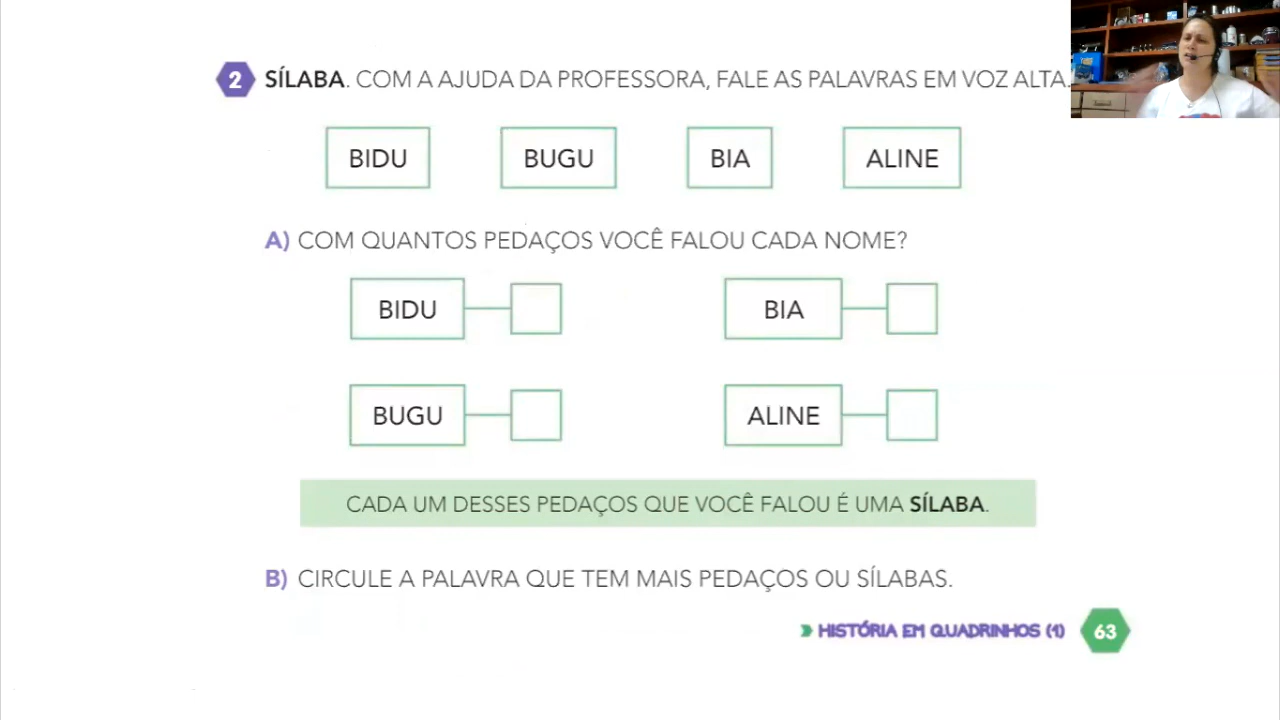 2 SÍLABA. COM A AJUDA DA PROFESSORA, FALE AS PALAVRAS EM VOZ ALTA.
BIDU BUGU BIA ALINE
A) COM QUANTOS PEDAÇOS VOCÊ FALOU CADA NOME?
BIDU BIA
BUGU ALINE
CADA UM DESSES PEDAÇOS QUE VOCÊ FALOU É UMA SÍLABA.
B) CIRCULE A PALAVRA QUE TEM MAIS PEDAÇOS OU SÍLABAS.
HISTÓRIA EM QUADRINHOS (1) 63